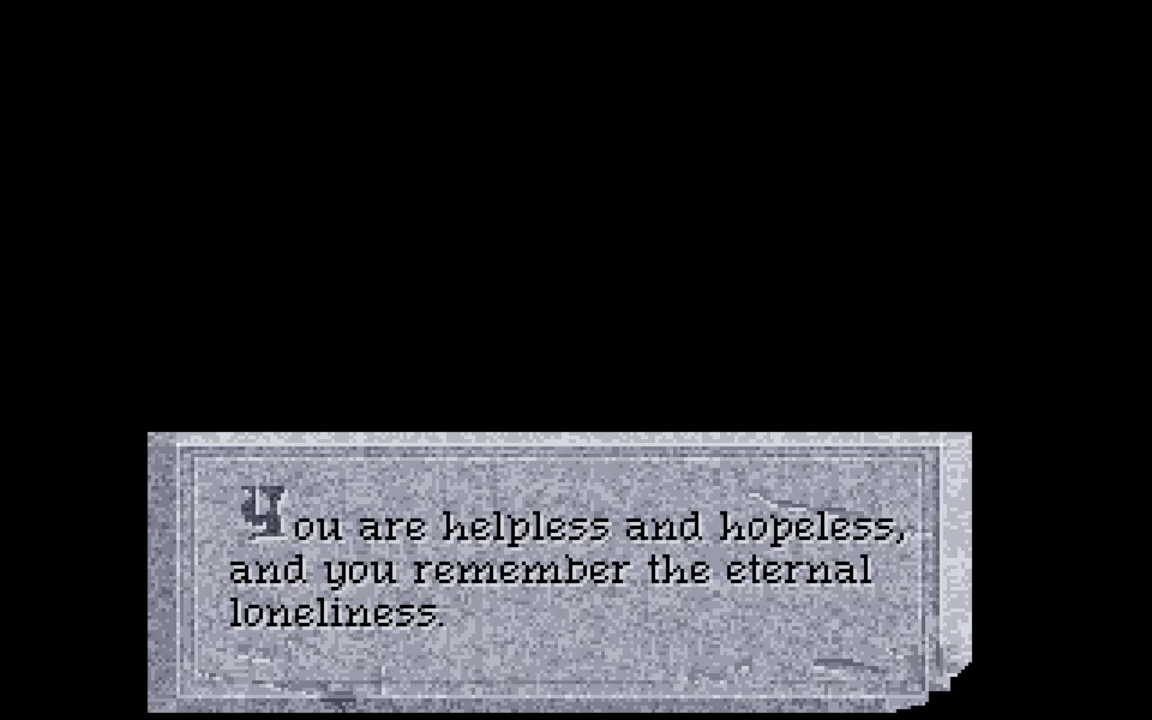 You are helpless and hopeless,
and you remember the eternal
loneliness.